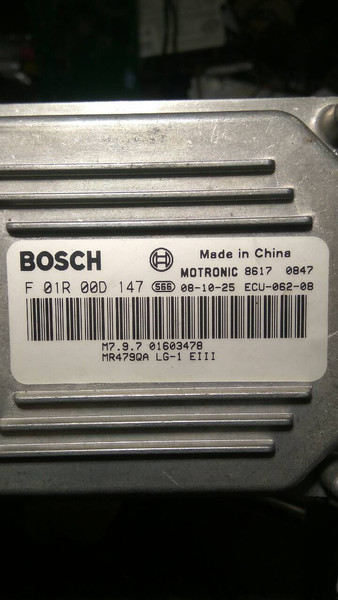 BOSCH
Made in China
MOTRONIC 8617 0847
F 01R 00D 147 S66 08-10-25 ECU-062-08
M7.9.7 01603478
MR479QA LG-1 EIII